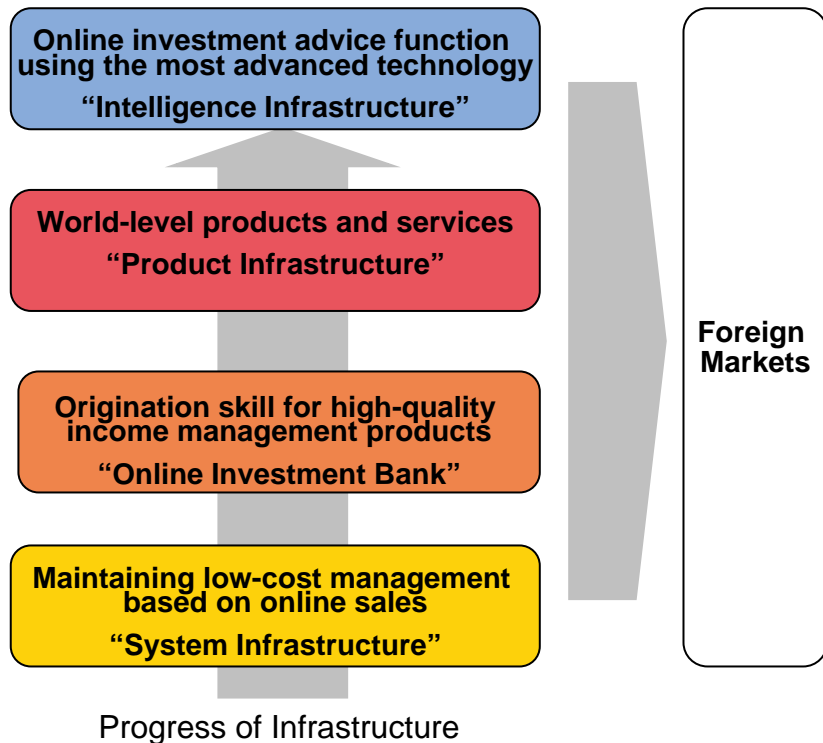 Online investment advice function
using the most advanced technology
“Intelligence Infrastructure”
World-level products and services
“Product Infrastructure”
Origination skill for high-quality
income management products
“Online Investment Bank”
Maintaining low-cost management
based on online sales
“System Infrastructure”
Progress of Infrastructure
Foreign
Markets